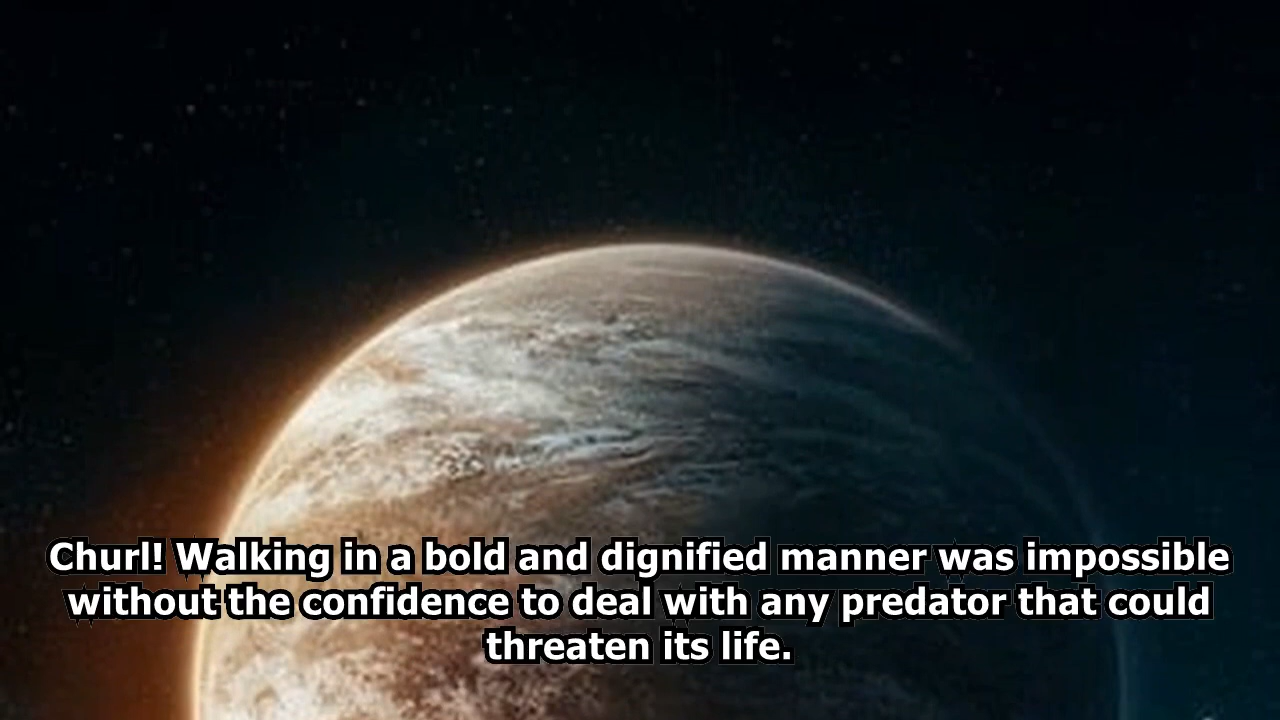 Churl! Walking in a bold and dignified manner was impossible
without the confidence to deal with any predator that could
threaten its life.